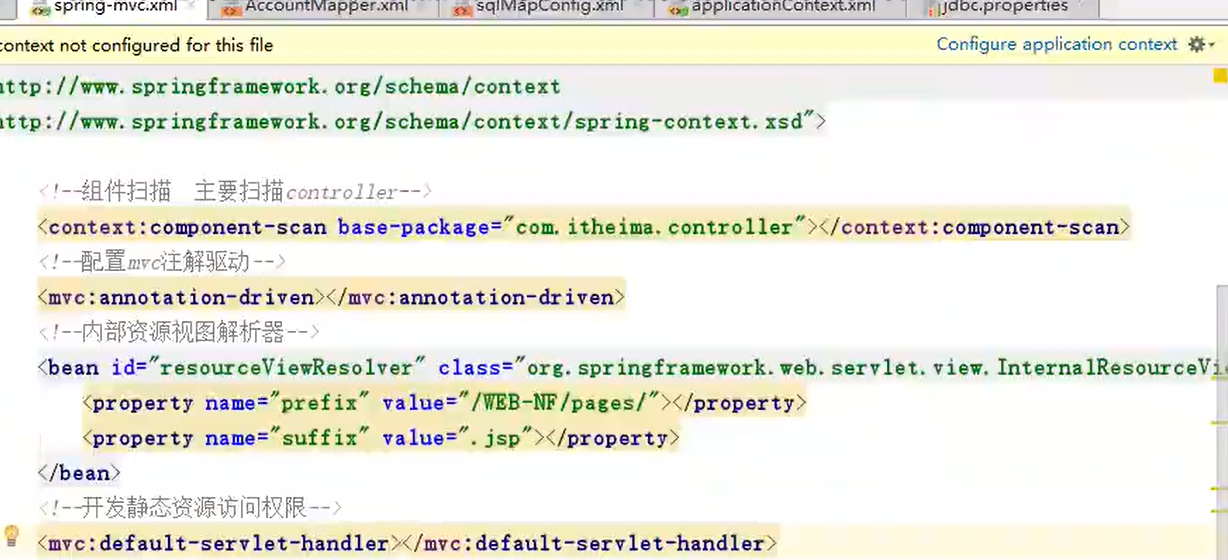 spring-mvc.xml AccountMapper.xml sqlMapConfig.xml applicationContext.xml jdbc.properties
context not configured for this file Configure application context
http://www.springframework.org/schema/context
http://www.springframework.org/schema/context/spring-context.xsd">
<!--组件扫描 主要扫描controller-->
<context:component-scan base-package="com.itheima.controller"></context:component-scan>
<!--配置mvc注解驱动-->
<mvc:annotation-driven></mvc:annotation-driven>
<!--内部资源视图解析器-->
<bean id="resourceViewResolver" class="org.springframework.web.servlet.view.InternalResourceVi
<property name="prefix" value="/WEB-NF/pages/"></property>
<property name="suffix" value=".jsp"></property>
</bean>
<!--开发静态资源访问权限-->
<mvc:default-servlet-handler></mvc:default-servlet-handler>